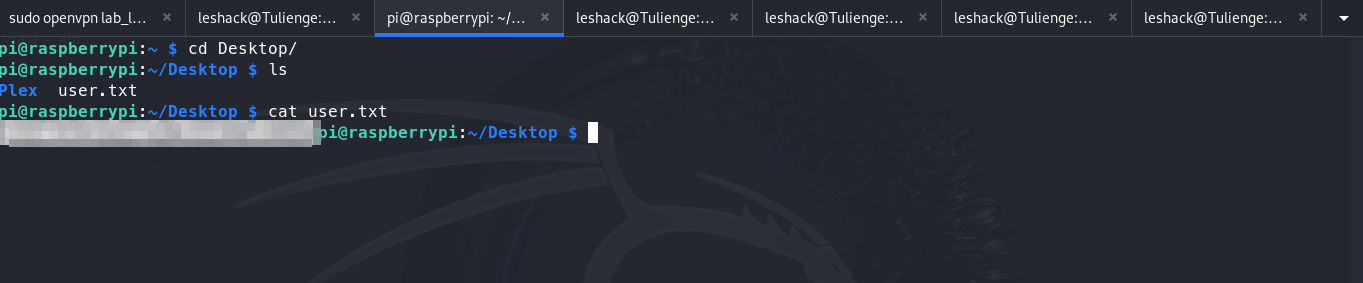 sudo openvpn lab_l... × leshack@Tulienge:... × pi@raspberrypi: ~/... × leshack@Tulienge:... × leshack@Tulienge:... × leshack@Tulienge:... × leshack@Tulienge:... ×
pi@raspberrypi:~ $ cd Desktop/
pi@raspberrypi:~/Desktop $ ls
Plex  user.txt
pi@raspberrypi:~/Desktop $ cat user.txt
pi@raspberrypi:~/Desktop $